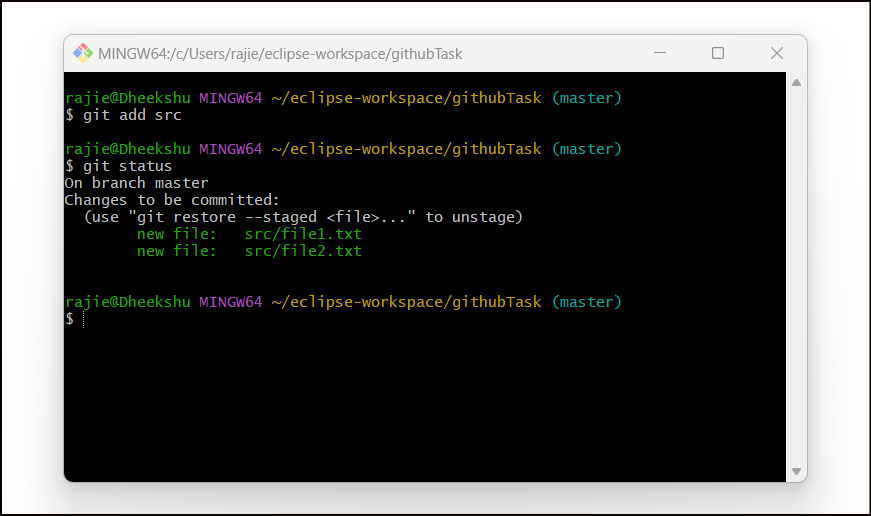 MINGW64:/c/Users/rajie/eclipse-workspace/githubTask
rajie@Dheekshu MINGW64 ~/eclipse-workspace/githubTask (master)
$ git add src
rajie@Dheekshu MINGW64 ~/eclipse-workspace/githubTask (master)
$ git status
On branch master
Changes to be committed:
  (use "git restore --staged <file>..." to unstage)
        new file:   src/file1.txt
        new file:   src/file2.txt
rajie@Dheekshu MINGW64 ~/eclipse-workspace/githubTask (master)
$